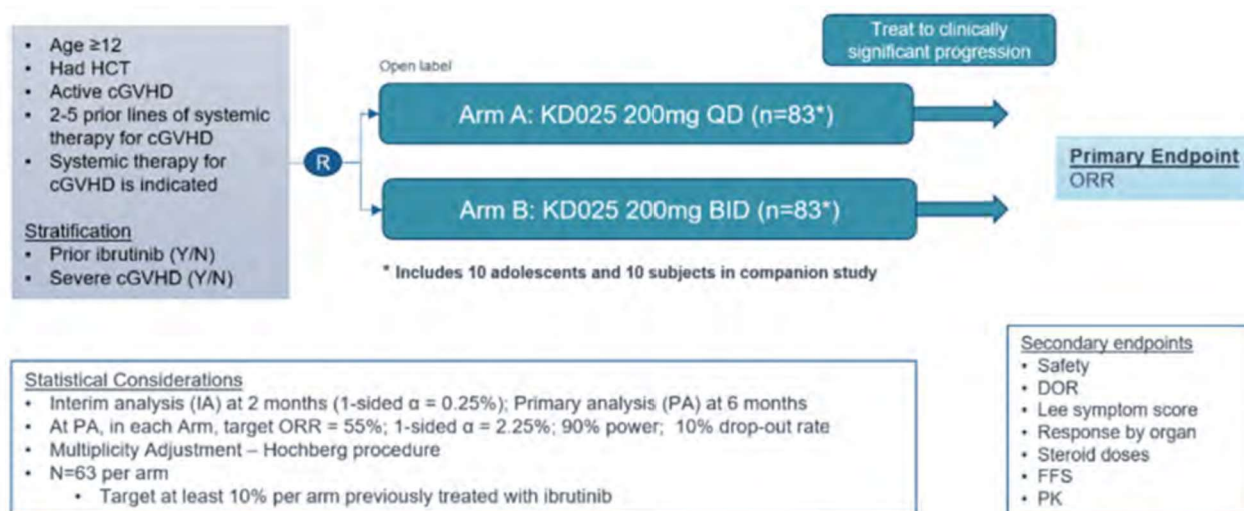 • Age ≥12
• Had HCT
• Active cGVHD
• 2-5 prior lines of systemic
therapy for cGVHD
• Systemic therapy for
cGVHD is indicated
Stratification
• Prior ibrutinib (Y/N)
• Severe cGVHD (Y/N)
R
Open label
Treat to clinically
significant progression
Arm A: KD025 200mg QD (n=83*)
Arm B: KD025 200mg BID (n=83*)
* Includes 10 adolescents and 10 subjects in companion study
Primary Endpoint
ORR
Statistical Considerations
• Interim analysis (IA) at 2 months (1-sided α = 0.25%); Primary analysis (PA) at 6 months
• At PA, in each Arm, target ORR = 55%; 1-sided α = 2.25%; 90% power; 10% drop-out rate
• Multiplicity Adjustment – Hochberg procedure
• N=63 per arm
• Target at least 10% per arm previously treated with ibrutinib
Secondary endpoints
• Safety
• DOR
• Lee symptom score
• Response by organ
• Steroid doses
• FFS
• PK